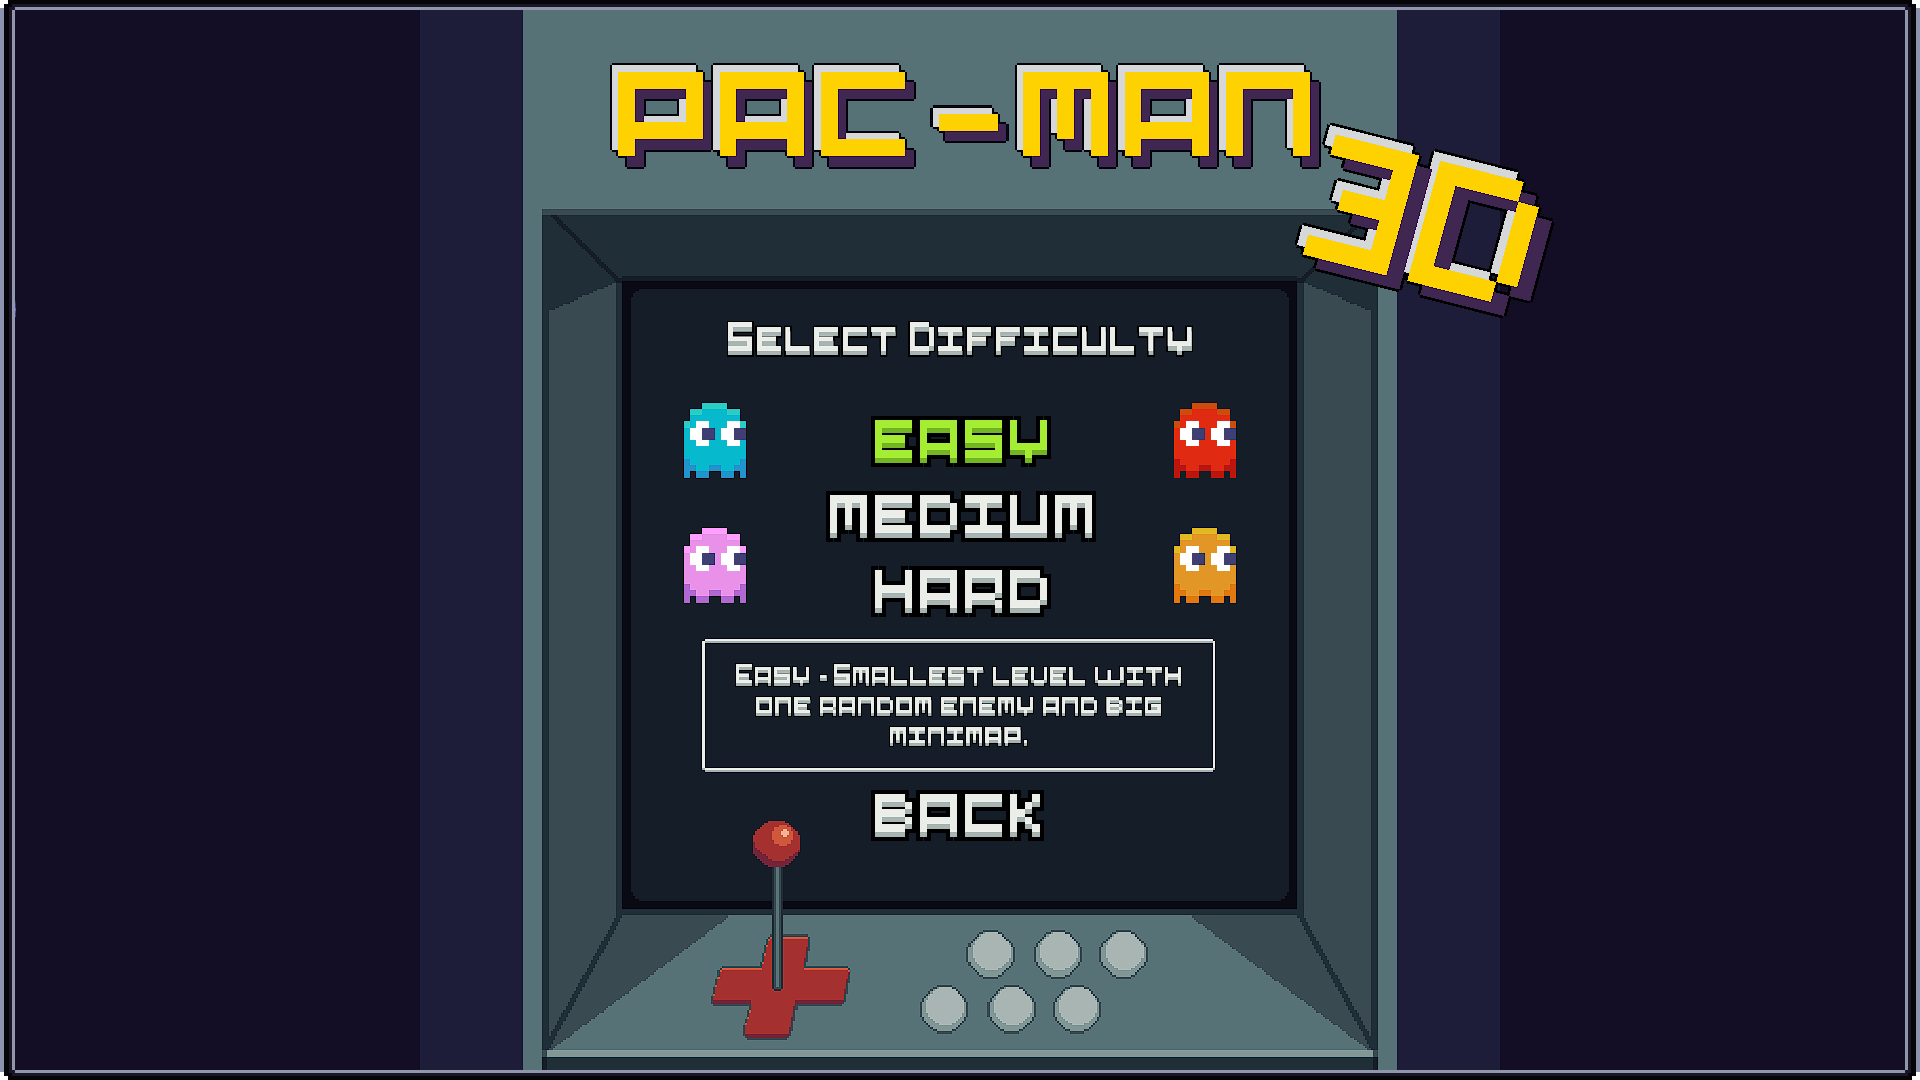 PAC-MAN
3D
Select Difficulty
EASY
MEDIUM
HARD
Easy - Smallest level with
one random enemy and big
minimap.
BACK